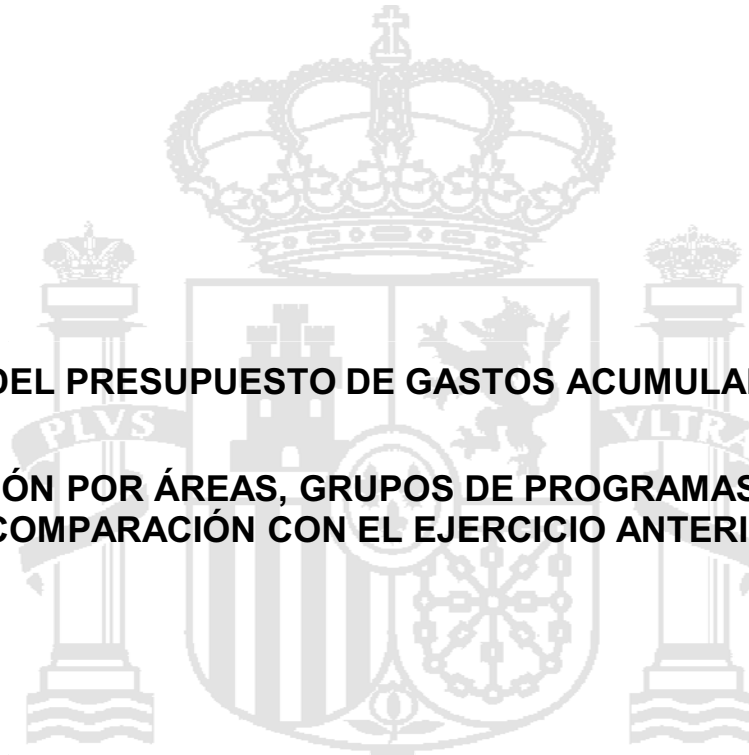 DEL PRESUPUESTO DE GASTOS ACUMULA
PLVS
VLTRA
ÓN POR ÁREAS, GRUPOS DE PROGRAMAS
COMPARACIÓN CON EL EJERCICIO ANTERI